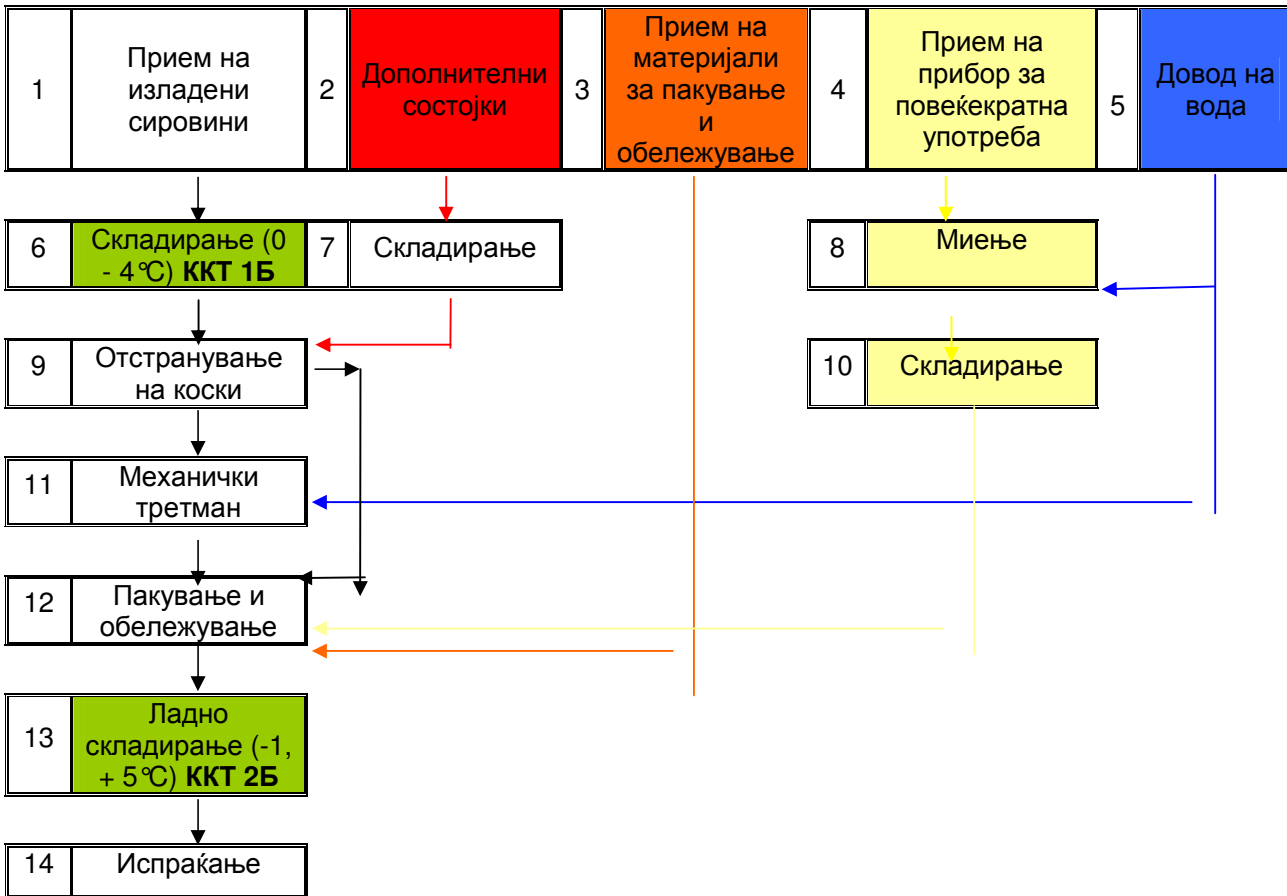 1
Прием на
изладени
сировини
2
Дополнителни
состојки
3
Прием на
материјали
за пакување
и
обележување
4
Прием на
прибор за
повеќекратна
употреба
5
Довод на
вода
6
Складирање (0
- 4°C) ККТ 1Б
7
Складирање
8
Миење
9
Отстранување
на коски
10
Складирање
11
Механички
третман
12
Пакување и
обележување
13
Ладно
складирање (-1,
+ 5°C) ККТ 2Б
14
Испраќање